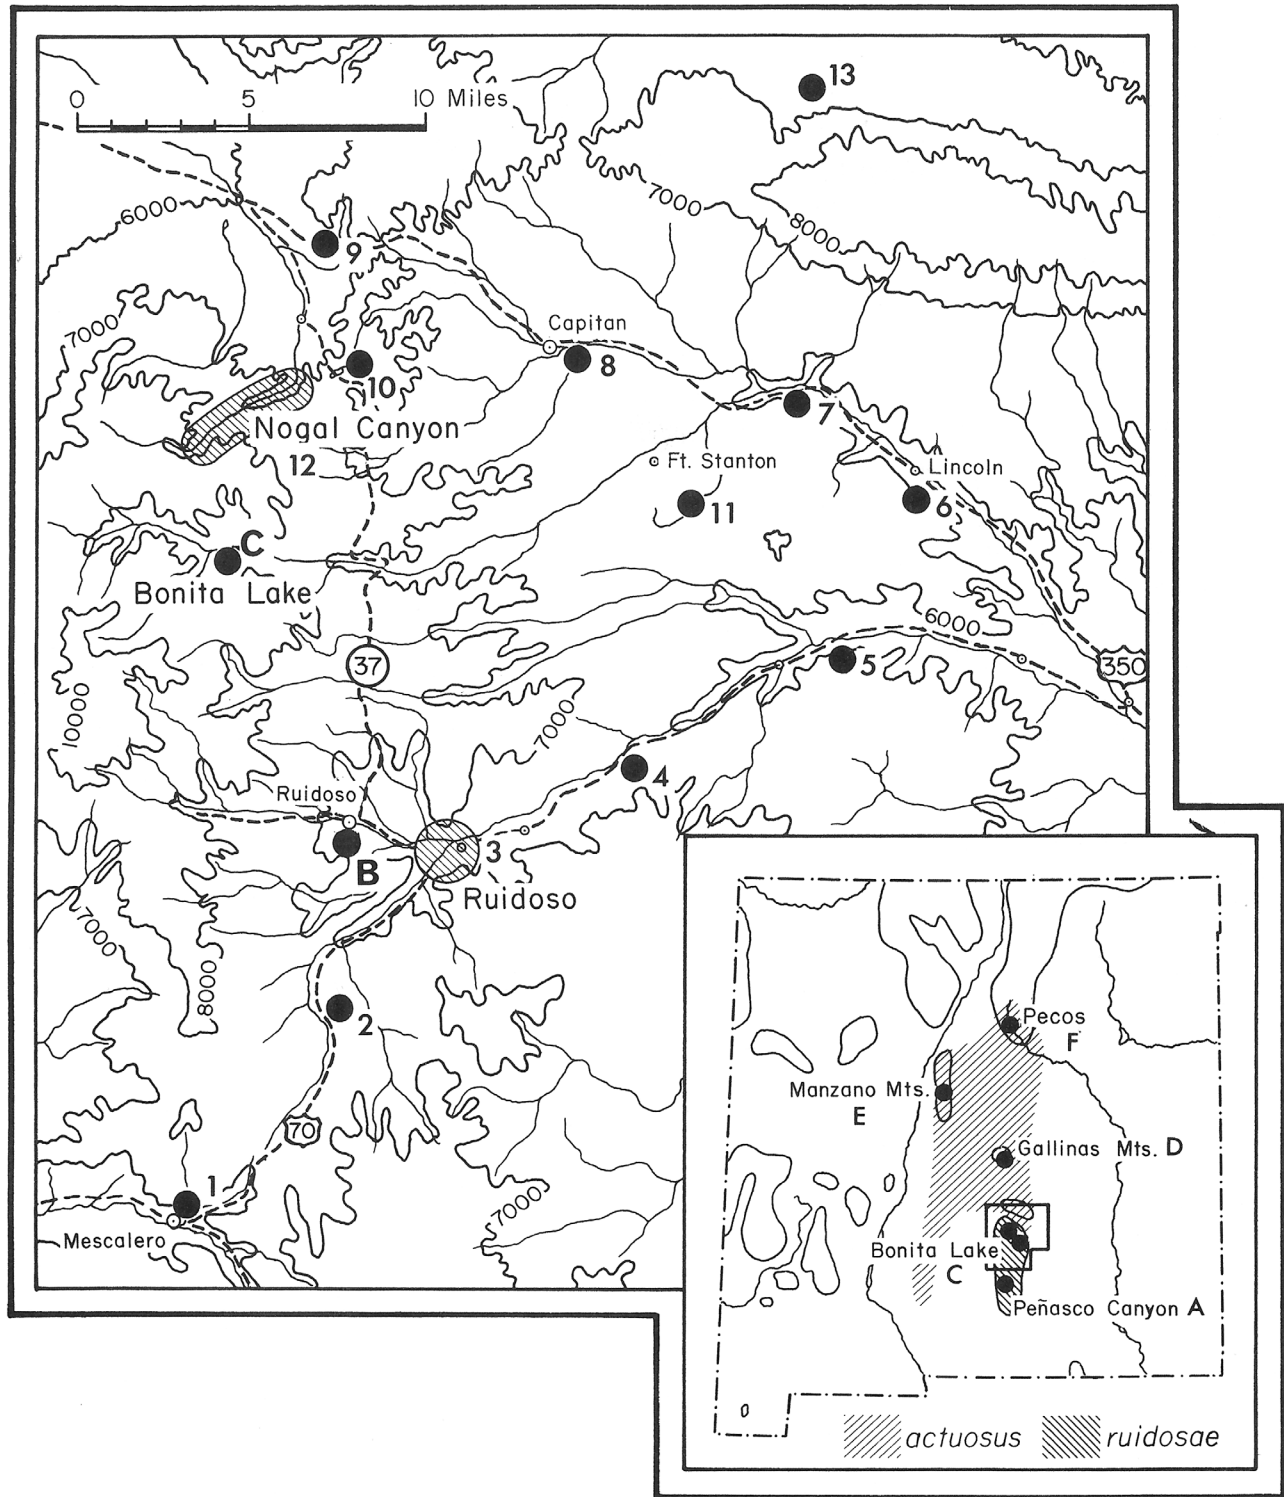 13
0 5 10 Miles
6000
7000
8000
9
7000
Capitan
8
10
7
Nogal Canyon
12
Ft. Stanton
Lincoln
11
6
C
Bonita Lake
6000
37
5
350
10000
7000
4
Ruidoso
B
3
Ruidoso
7000
8000
2
70
1
7000
Mescalero
Pecos
F
Manzano Mts.
E
Gallinas Mts. D
Bonita Lake
C
Peñasco Canyon A
actuosus ruidosae